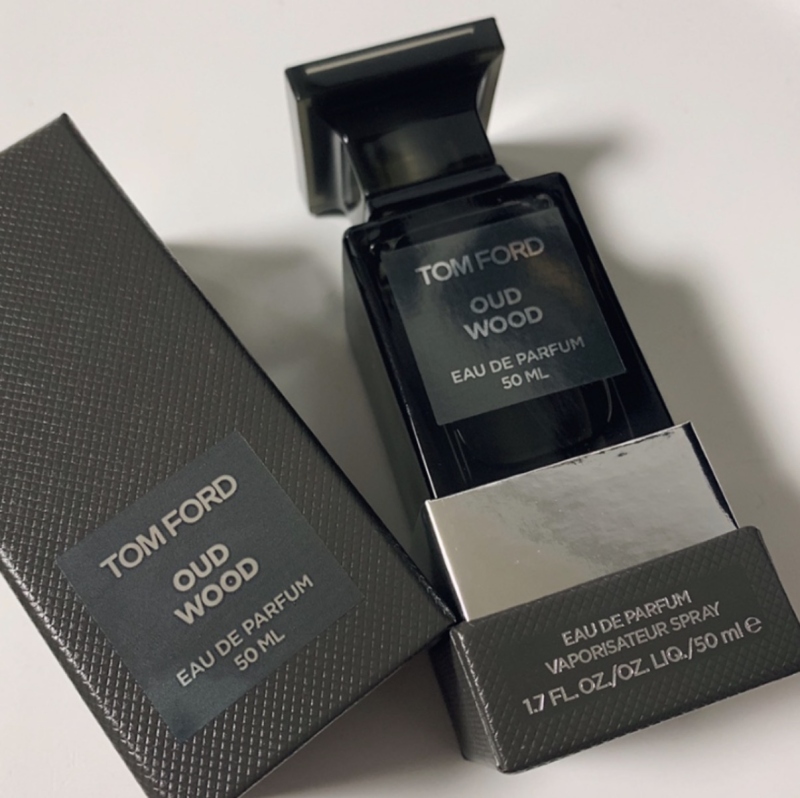 TOM FORD
OUD
WOOD
EAU DE PARFUM
50 ML
TOM FORD
OUD
WOOD
EAU DE PARFUM
50 ML
EAU DE PARFUM
VAPORISATEUR SPRAY
1.7 FL. OZ./OZ. LIQ./50 ml e